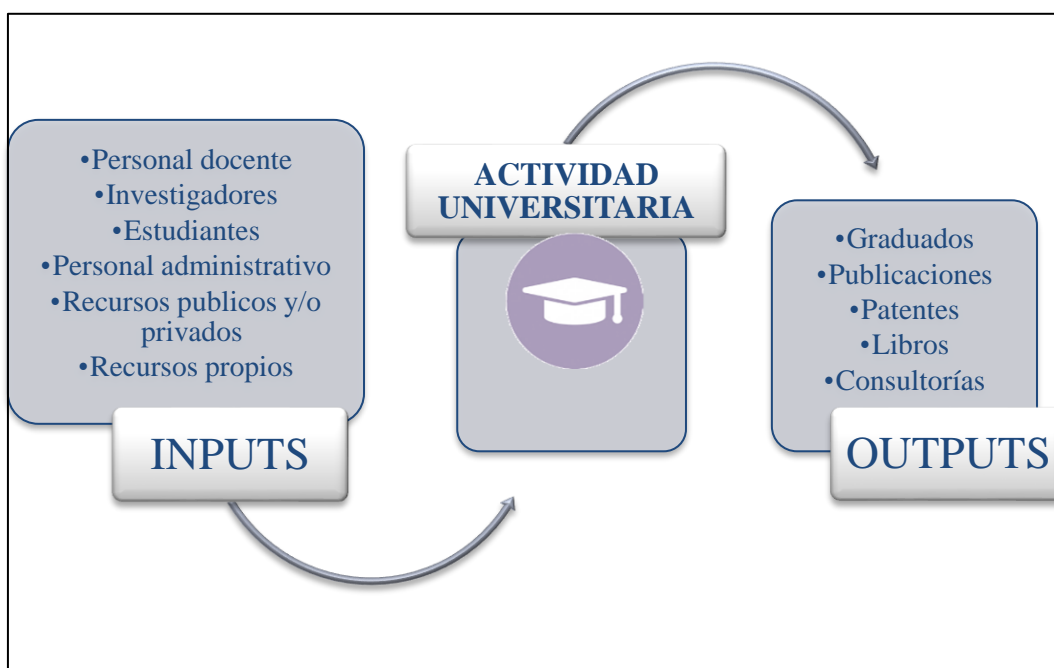 •Personal docente
•Investigadores
•Estudiantes
•Personal administrativo
•Recursos publicos y/o
privados
•Recursos propios
INPUTS
ACTIVIDAD
UNIVERSITARIA
•Graduados
•Publicaciones
•Patentes
•Libros
•Consultorías
OUTPUTS